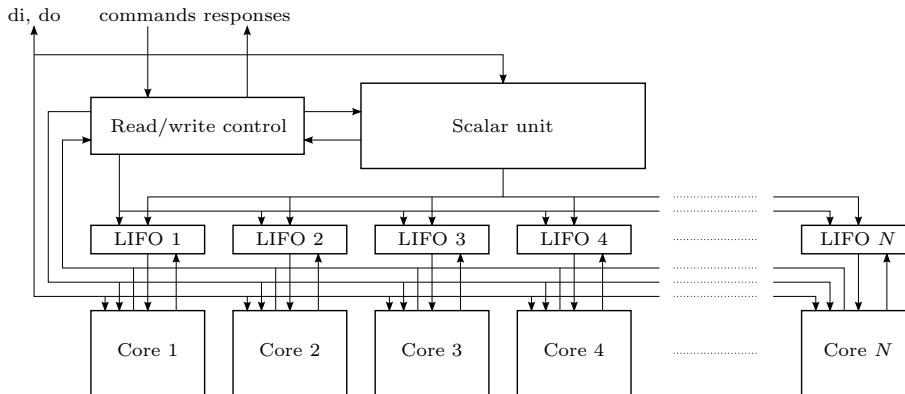 di, do commands responses
Read/write control Scalar unit
LIFO 1 LIFO 2 LIFO 3 LIFO 4 LIFO N
Core 1 Core 2 Core 3 Core 4 Core N